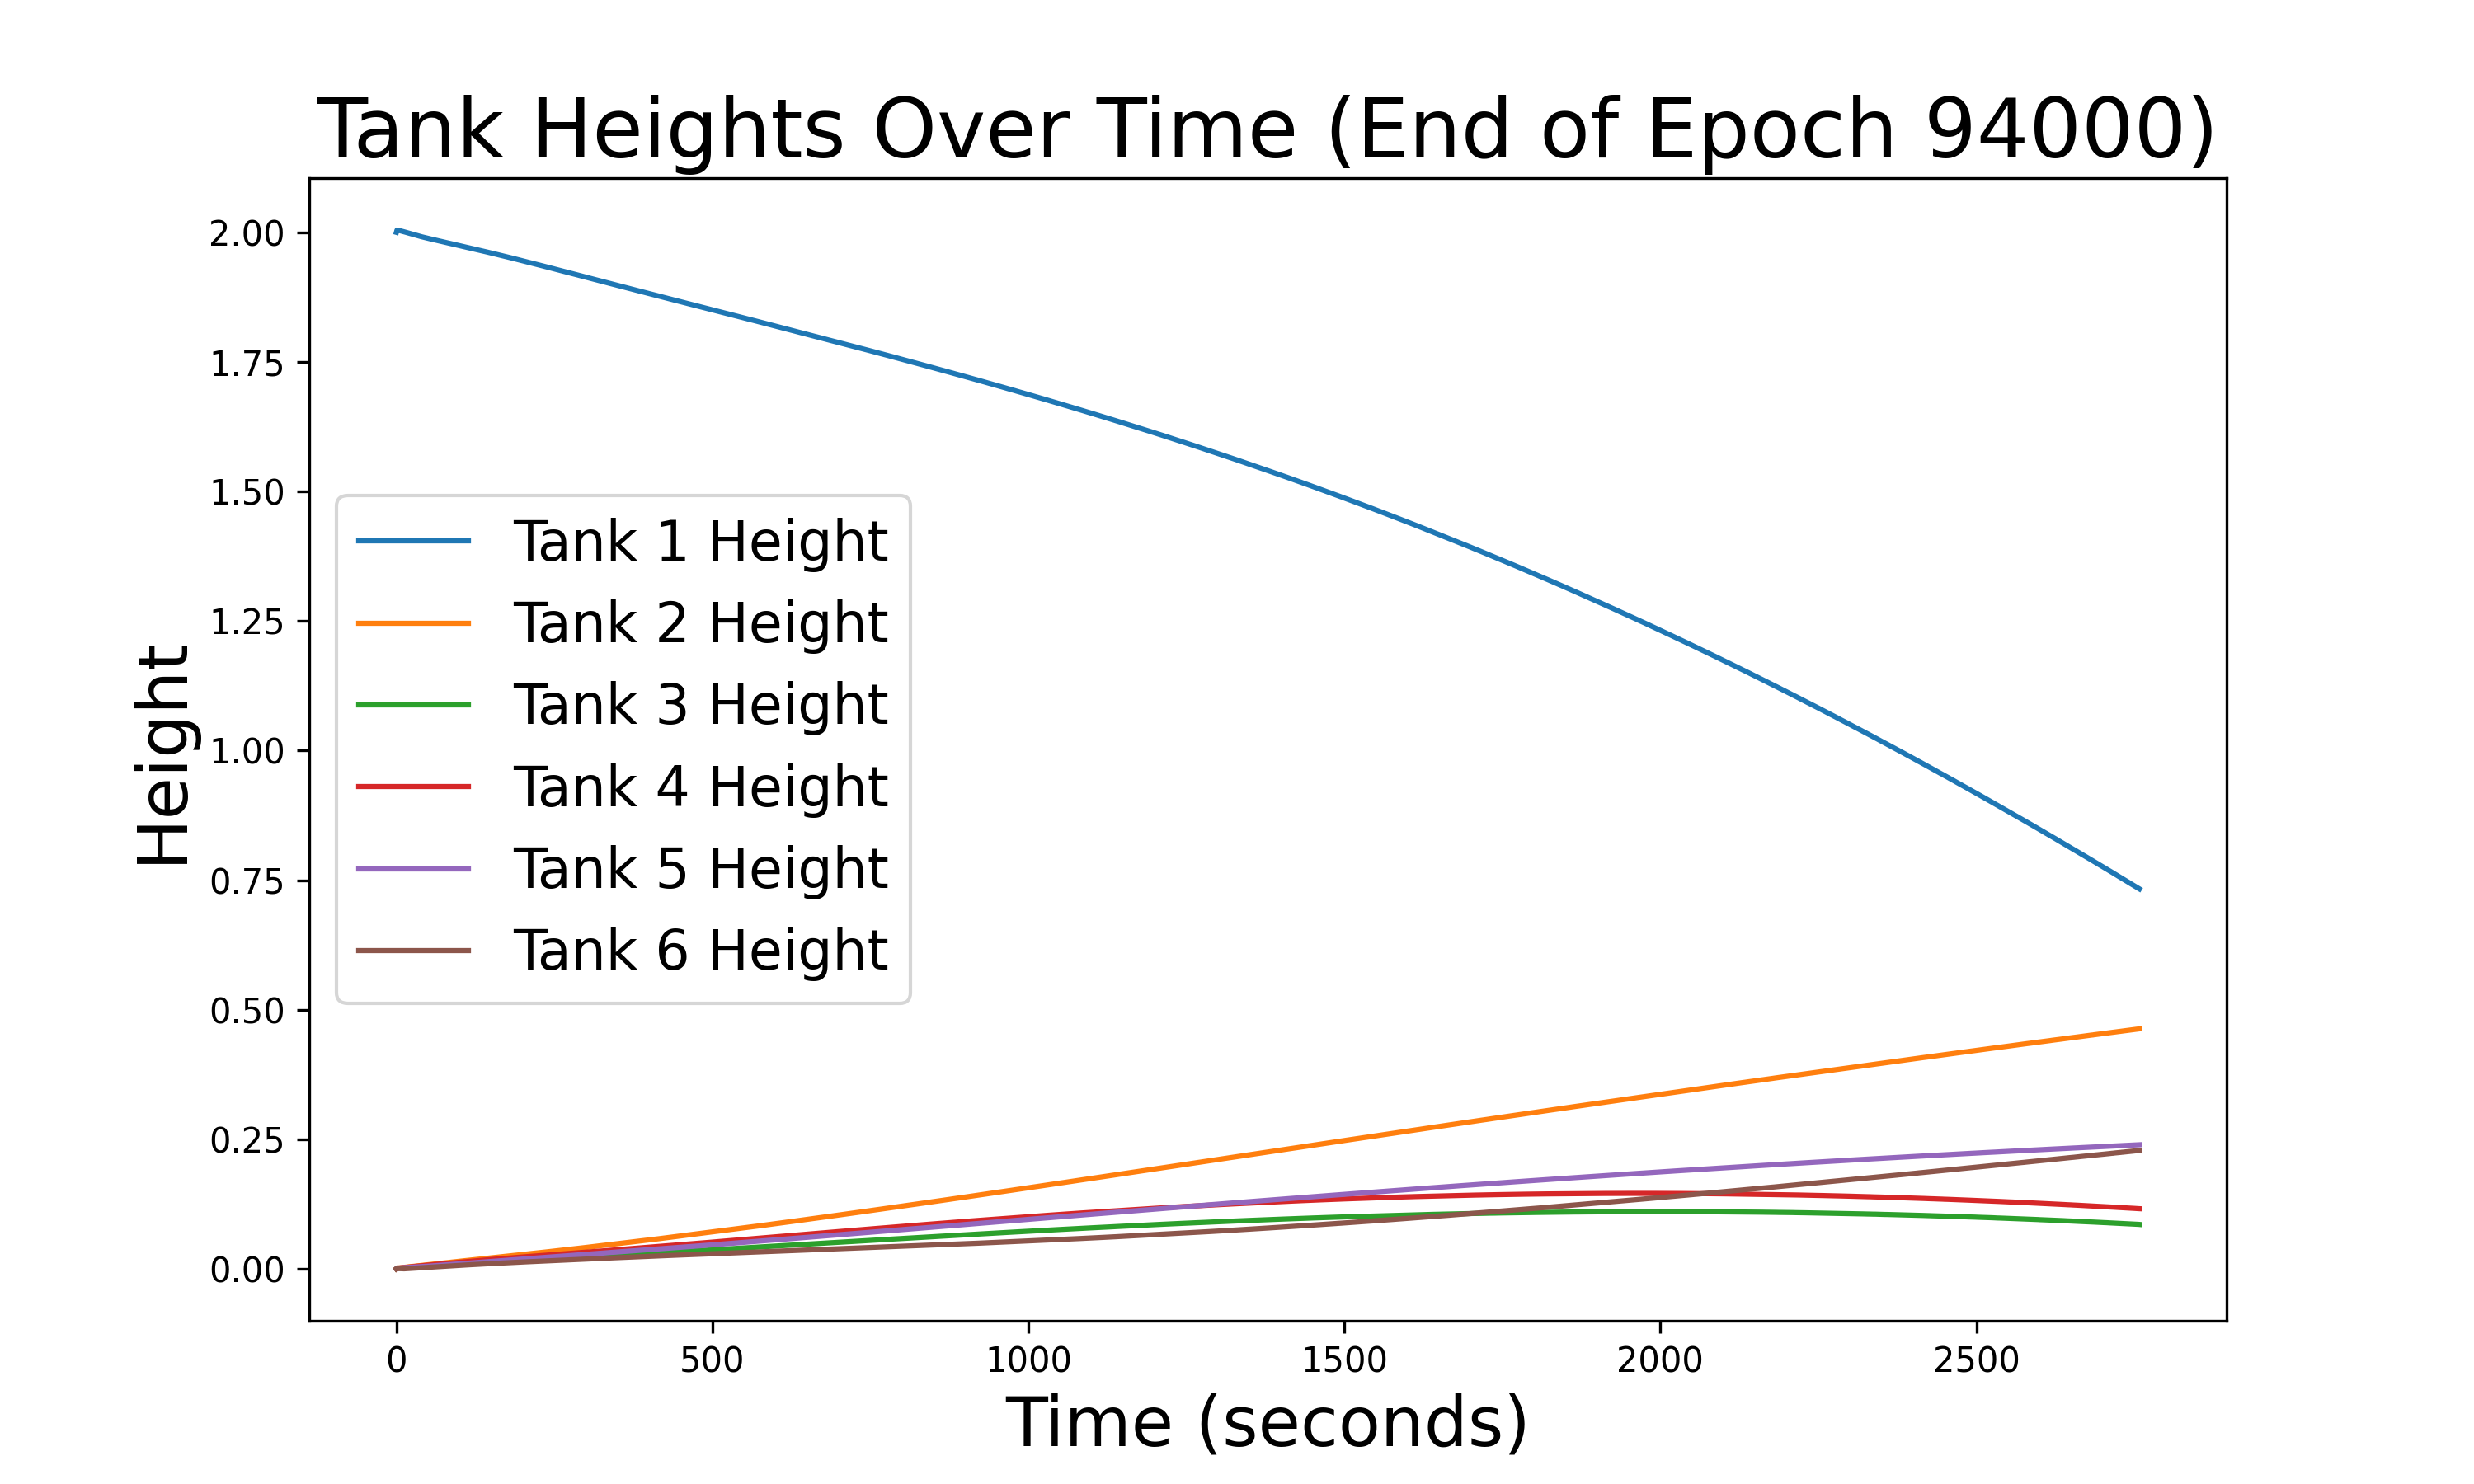 Tank Heights Over Time (End of Epoch 94000)
Height
2.00
1.75
1.50
1.25
1.00
0.75
0.50
0.25
0.00
Tank 1 Height
Tank 2 Height
Tank 3 Height
Tank 4 Height
Tank 5 Height
Tank 6 Height
0 500 1000 1500 2000 2500
Time (seconds)